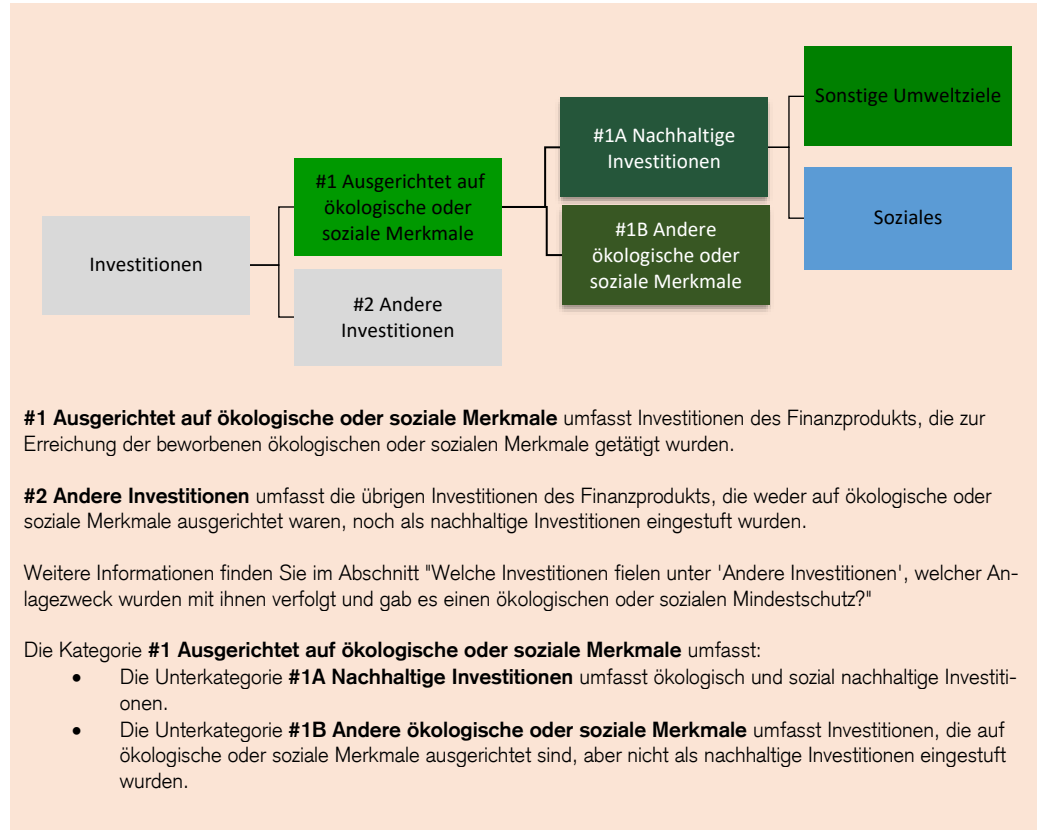 Sonstige Umweltziele
#1A Nachhaltige
Investitionen
#1 Ausgerichtet auf
ökologische oder
soziale Merkmale
Soziales
#1B Andere
ökologische oder
soziale Merkmale
Investitionen
#2 Andere
Investitionen
#1 Ausgerichtet auf ökologische oder soziale Merkmale umfasst Investitionen des Finanzprodukts, die zur
Erreichung der beworbenen ökologischen oder sozialen Merkmale getätigt wurden.
#2 Andere Investitionen umfasst die übrigen Investitionen des Finanzprodukts, die weder auf ökologische oder
soziale Merkmale ausgerichtet waren, noch als nachhaltige Investitionen eingestuft wurden.
Weitere Informationen finden Sie im Abschnitt "Welche Investitionen fielen unter 'Andere Investitionen', welcher An-
lagezweck wurden mit ihnen verfolgt und gab es einen ökologischen oder sozialen Mindestschutz?"
Die Kategorie #1 Ausgerichtet auf ökologische oder soziale Merkmale umfasst:
• Die Unterkategorie #1A Nachhaltige Investitionen umfasst ökologisch und sozial nachhaltige Investiti-
onen.
• Die Unterkategorie #1B Andere ökologische oder soziale Merkmale umfasst Investitionen, die auf
ökologische oder soziale Merkmale ausgerichtet sind, aber nicht als nachhaltige Investitionen eingestuft
wurden.